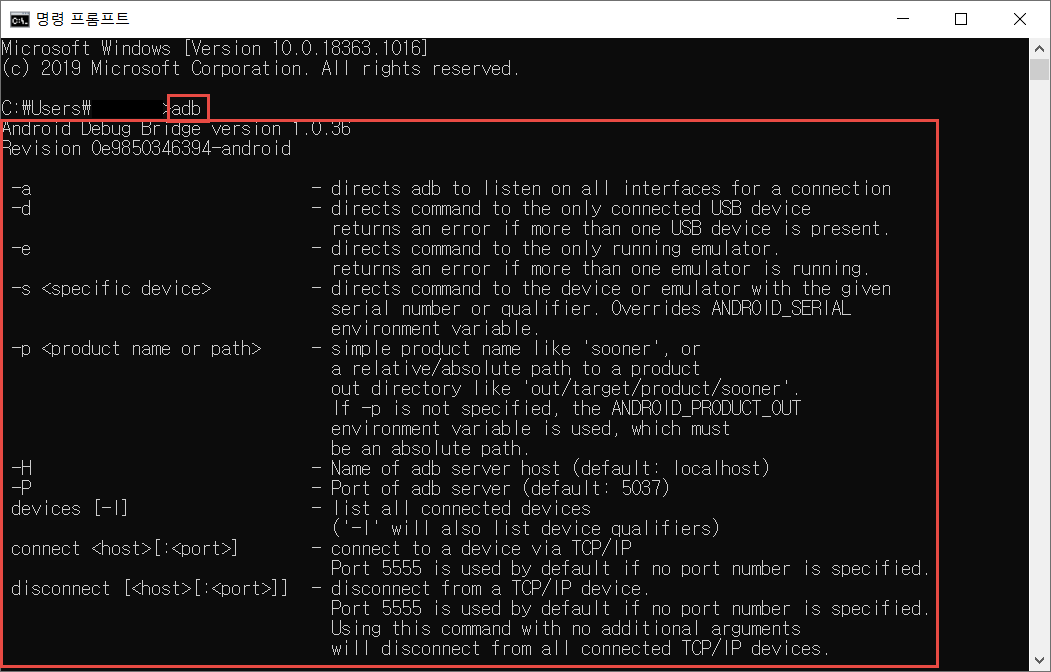 명령 프롬프트
Microsoft Windows [Version 10.0.18363.1016]
(c) 2019 Microsoft Corporation. All rights reserved.
C:₩Users₩ >adb
Android Debug Bridge version 1.0.36
Revision 0e9850346394-android
-a - directs adb to listen on all interfaces for a connection
-d - directs command to the only connected USB device
returns an error if more than one USB device is present.
-e - directs command to the only running emulator.
returns an error if more than one emulator is running.
-s <specific device> - directs command to the device or emulator with the given
serial number or qualifier. Overrides ANDROID_SERIAL
environment variable.
-p <product name or path> - simple product name like 'sooner', or
a relative/absolute path to a product
out directory like 'out/target/product/sooner'.
If -p is not specified, the ANDROID_PRODUCT_OUT
environment variable is used, which must
be an absolute path.
-H - Name of adb server host (default: localhost)
-P - Port of adb server (default: 5037)
devices [-l] - list all connected devices
('-l' will also list device qualifiers)
connect <host>[:<port>] - connect to a device via TCP/IP
Port 5555 is used by default if no port number is specified.
disconnect [<host>[:<port>]] - disconnect from a TCP/IP device.
Port 5555 is used by default if no port number is specified.
Using this command with no additional arguments
will disconnect from all connected TCP/IP devices.